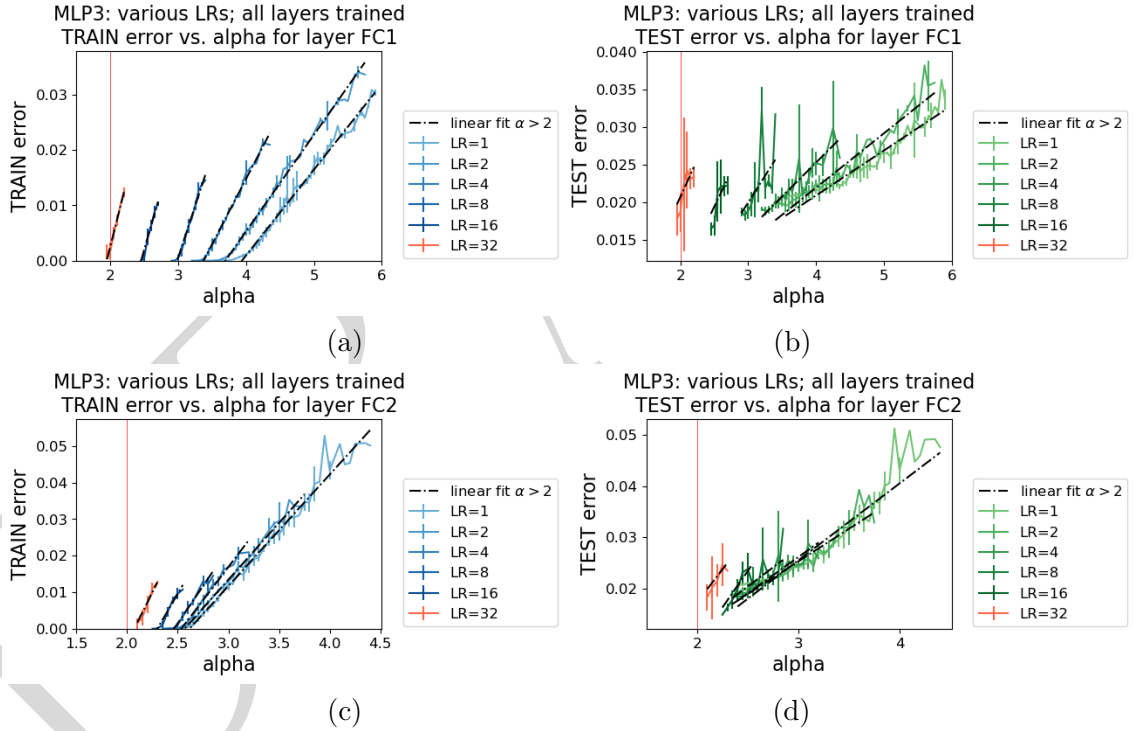 MLP3: various LRs; all layers trained
TRAIN error vs. alpha for layer FC1
TRAIN error
0.03
0.02
0.01
0.00
2
3
4
5
6
alpha
linear fit α > 2
LR=1
LR=2
LR=4
LR=8
LR=16
LR=32
(a)
MLP3: various LRs; all layers trained
TEST error vs. alpha for layer FC1
TEST error
0.040
0.035
0.030
0.025
0.020
0.015
2
3
4
5
6
alpha
linear fit α > 2
LR=1
LR=2
LR=4
LR=8
LR=16
LR=32
(b)
MLP3: various LRs; all layers trained
TRAIN error vs. alpha for layer FC2
TRAIN error
0.05
0.04
0.03
0.02
0.01
0.00
1.5
2.0
2.5
3.0
3.5
4.0
4.5
alpha
linear fit α > 2
LR=1
LR=2
LR=4
LR=8
LR=16
LR=32
(c)
MLP3: various LRs; all layers trained
TEST error vs. alpha for layer FC2
TEST error
0.05
0.04
0.03
0.02
2
3
4
alpha
linear fit α > 2
LR=1
LR=2
LR=4
LR=8
LR=16
LR=32
(d)